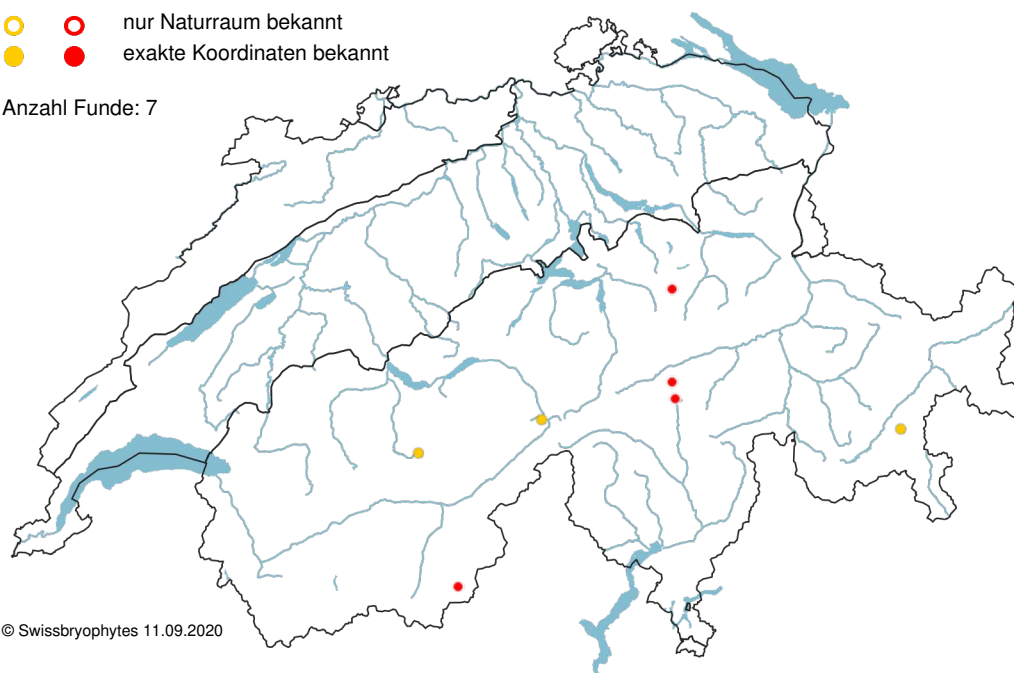 nur Naturraum bekannt
exakte Koordinaten bekannt
Anzahl Funde: 7
© Swissbryophytes 11.09.2020